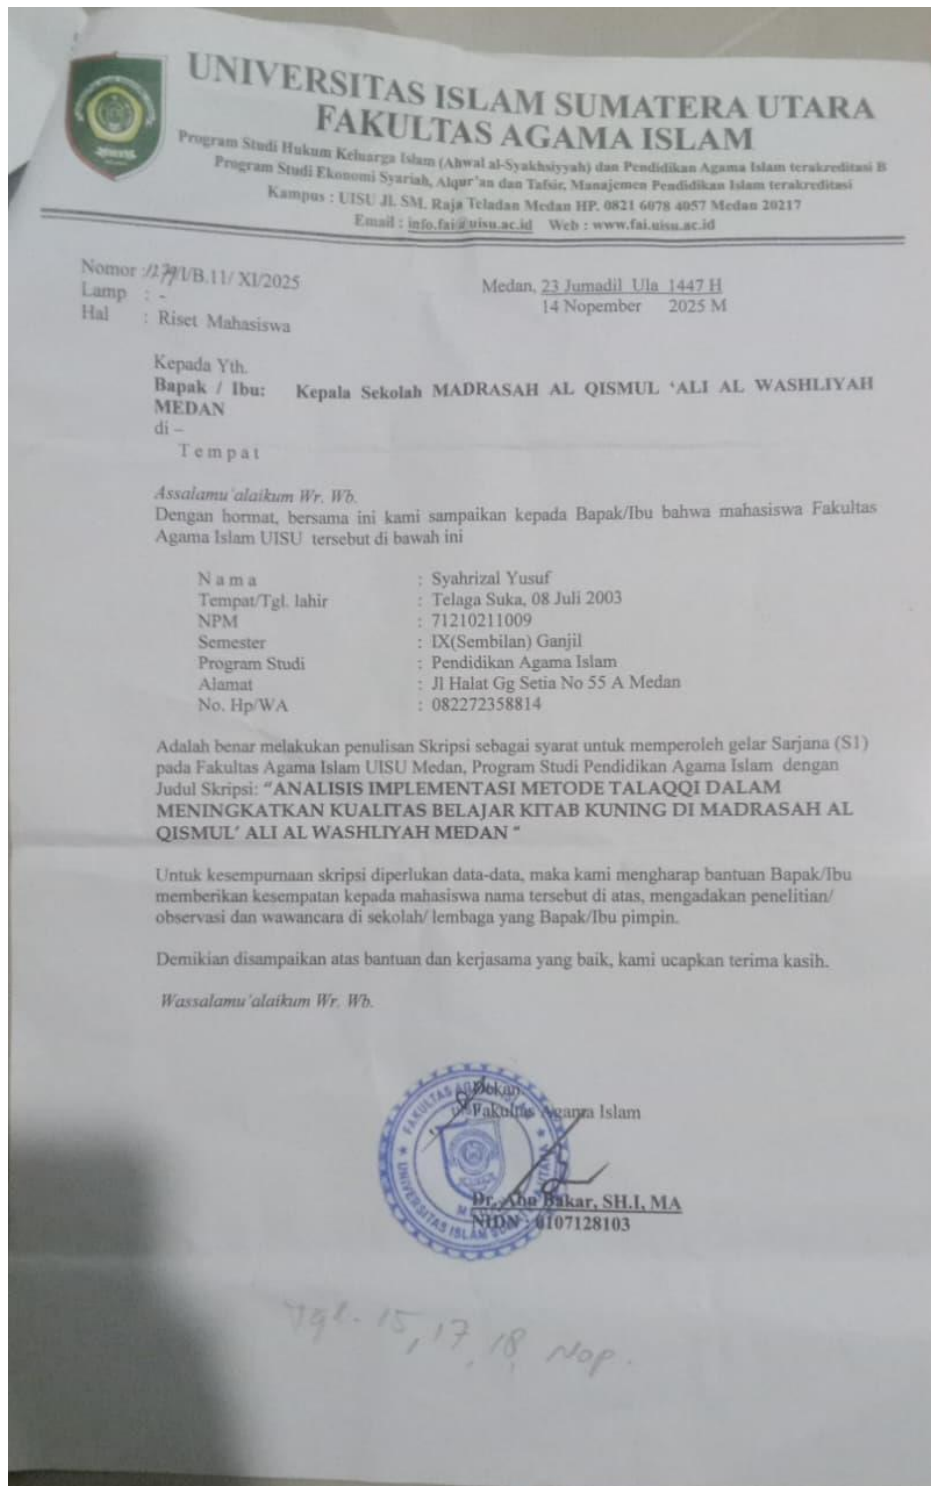 UNIVERSITAS ISLAM SUMATERA UTARA
FAKULTAS AGAMA ISLAM
Program Studi Hukum Keluarga Islam (Ahwal al-Syakhsiyyah) dan Pendidikan Agama Islam terakreditasi B
Program Studi Ekonomi Syariah, Alqur'an dan Tafsir, Manajemen Pendidikan Islam terakreditasi
Kampus : UISU Jl. SM. Raja Teladan Medan HP. 0821 6078 4057 Medan 20217
Email : info.fai@uisu.ac.id Web : www.fai.uisu.ac.id
Nomor : /I/B.11/ XI/2025
Medan, 23 Jumadil Ula 1447 H
Lamp : -
14 Nopember 2025 M
Hal : Riset Mahasiswa
Kepada Yth.
Bapak / Ibu: Kepala Sekolah MADRASAH AL QISMUL ‘ALI AL WASHLIYAH
MEDAN
di –
T e m p a t
Assalamu'alaikum Wr. Wb.
Dengan hormat, bersama ini kami sampaikan kepada Bapak/Ibu bahwa mahasiswa Fakultas
Agama Islam UISU tersebut di bawah ini
N a m a : Syahrizal Yusuf
Tempat/Tgl. lahir : Telaga Suka, 08 Juli 2003
NPM : 71210211009
Semester : IX(Sembilan) Ganjil
Program Studi : Pendidikan Agama Islam
Alamat : Jl Halat Gg Setia No 55 A Medan
No. Hp/WA : 082272358814
Adalah benar melakukan penulisan Skripsi sebagai syarat untuk memperoleh gelar Sarjana (S1)
pada Fakultas Agama Islam UISU Medan, Program Studi Pendidikan Agama Islam dengan
Judul Skripsi: “ANALISIS IMPLEMENTASI METODE TALAQQI DALAM
MENINGKATKAN KUALITAS BELAJAR KITAB KUNING DI MADRASAH AL
QISMUL’ ALI AL WASHLIYAH MEDAN “
Untuk kesempurnaan skripsi diperlukan data-data, maka kami mengharap bantuan Bapak/Ibu
memberikan kesempatan kepada mahasiswa nama tersebut di atas, mengadakan penelitian/
observasi dan wawancara di sekolah/ lembaga yang Bapak/Ibu pimpin.
Demikian disampaikan atas bantuan dan kerjasama yang baik, kami ucapkan terima kasih.
Wassalamu'alaikum Wr. Wb.
Dekan
Fakultas Agama Islam
FAKULTAS AGAMA ISLAM
UNIVERSITAS ISLAM SUMATERA UTARA
Dr. Abu Bakar, SH.I, MA
NIDN : 0107128103
Tgl. 15, 17, 18 Nop.